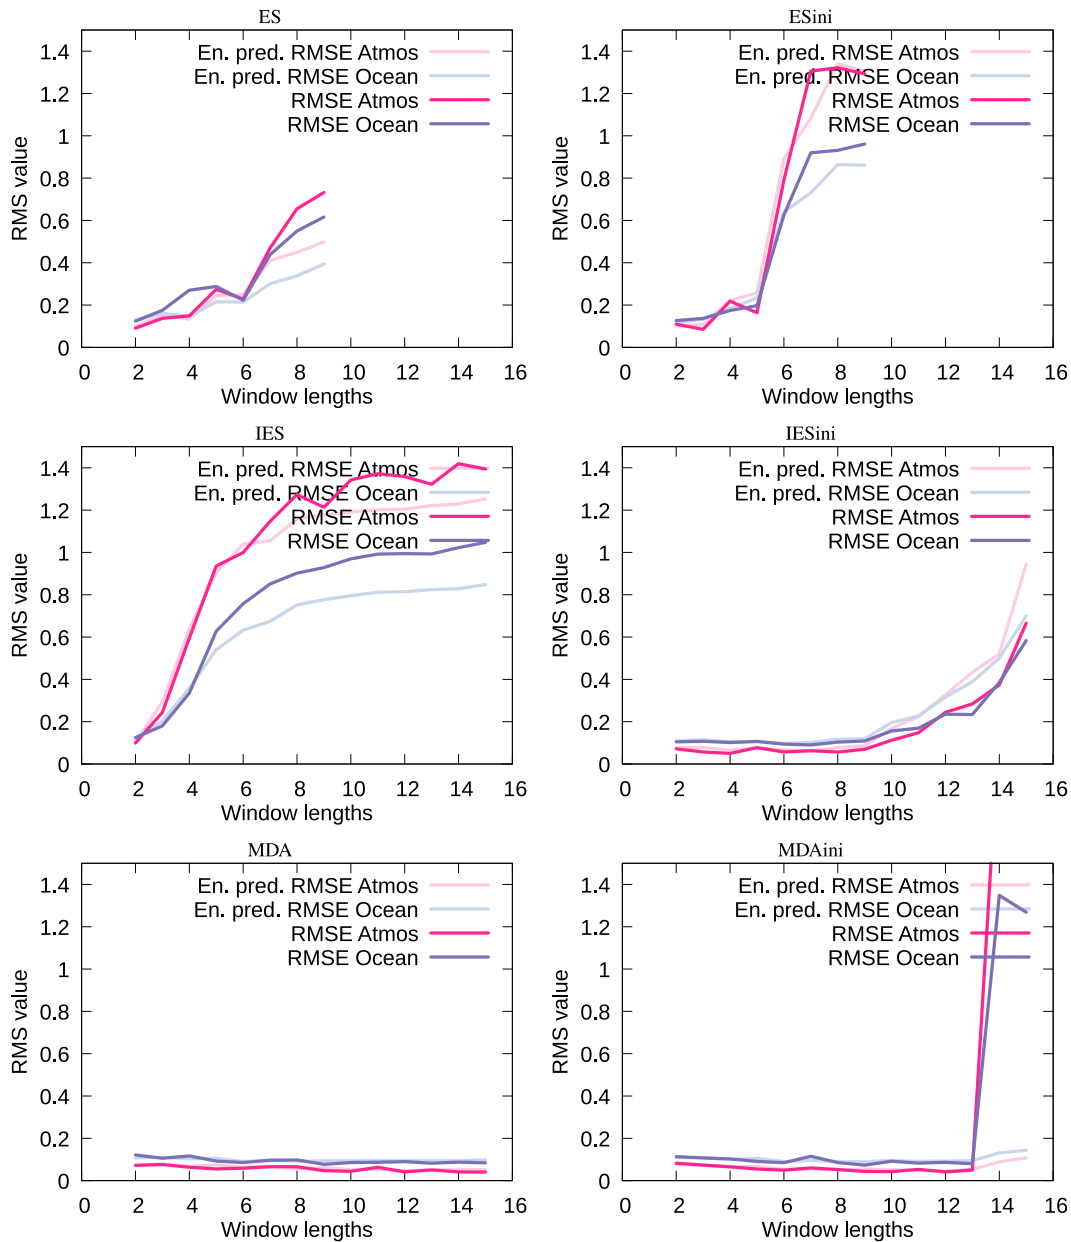 ES
En. pred. RMSE Atmos
En. pred. RMSE Ocean
RMSE Atmos
RMSE Ocean
RMS value
1.4
1.2
1
0.8
0.6
0.4
0.2
0
0 2 4 6 8 10 12 14 16
Window lengths
ESini
En. pred. RMSE Atmos
En. pred. RMSE Ocean
RMSE Atmos
RMSE Ocean
RMS value
1.4
1.2
1
0.8
0.6
0.4
0.2
0
0 2 4 6 8 10 12 14 16
Window lengths
IES
En. pred. RMSE Atmos
En. pred. RMSE Ocean
RMSE Atmos
RMSE Ocean
RMS value
1.4
1.2
1
0.8
0.6
0.4
0.2
0
0 2 4 6 8 10 12 14 16
Window lengths
IESini
En. pred. RMSE Atmos
En. pred. RMSE Ocean
RMSE Atmos
RMSE Ocean
RMS value
1.4
1.2
1
0.8
0.6
0.4
0.2
0
0 2 4 6 8 10 12 14 16
Window lengths
MDA
En. pred. RMSE Atmos
En. pred. RMSE Ocean
RMSE Atmos
RMSE Ocean
RMS value
1.4
1.2
1
0.8
0.6
0.4
0.2
0
0 2 4 6 8 10 12 14 16
Window lengths
MDAini
En. pred. RMSE Atmos
En. pred. RMSE Ocean
RMSE Atmos
RMSE Ocean
RMS value
1.4
1.2
1
0.8
0.6
0.4
0.2
0
0 2 4 6 8 10 12 14 16
Window lengths